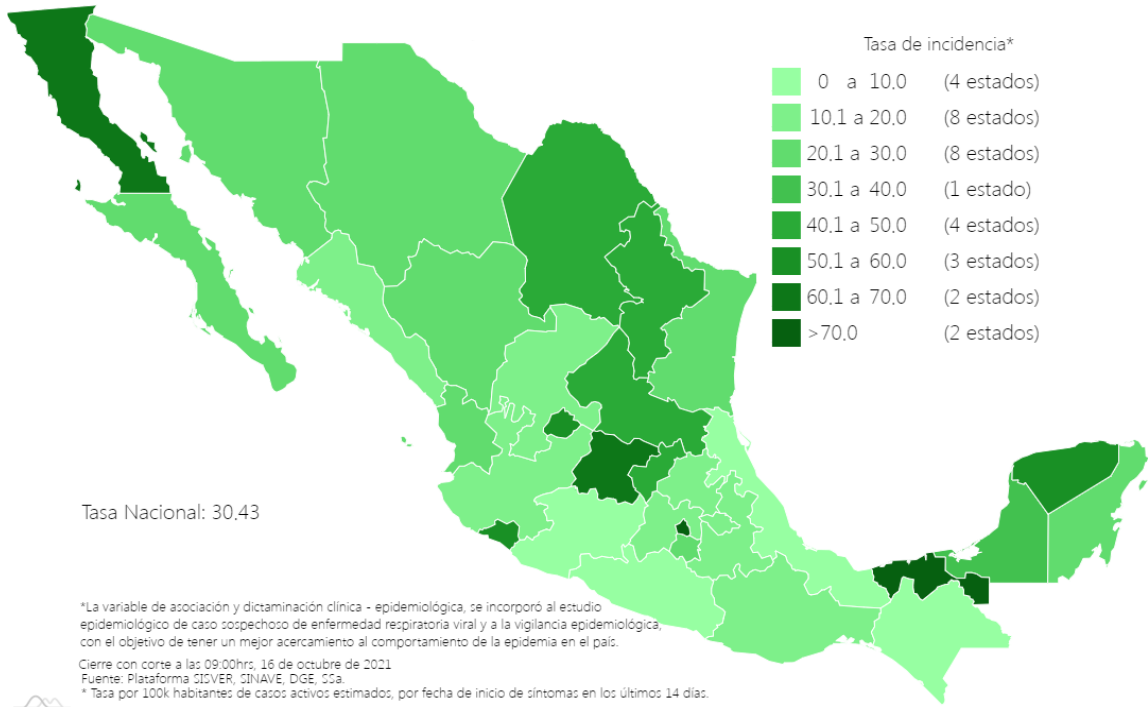 Tasa de incidencia*
0 a 10.0 (4 estados)
10.1 a 20.0 (8 estados)
20.1 a 30.0 (8 estados)
30.1 a 40.0 (1 estado)
40.1 a 50.0 (4 estados)
50.1 a 60.0 (3 estados)
60.1 a 70.0 (2 estados)
>70.0 (2 estados)
Tasa Nacional: 30.43
*La variable de asociación y dictaminación clínica - epidemiológica, se incorporó al estudio
epidemiológico de caso sospechoso de enfermedad respiratoria viral y a la vigilancia epidemiológica,
con el objetivo de tener un mejor acercamiento al comportamiento de la epidemia en el país.
Cierre con corte a las 09:00hrs, 16 de octubre de 2021
Fuente: Plataforma SISVER, SINAVE, DGE, SSa.
* Tasa por 100k habitantes de casos activos estimados, por fecha de inicio de síntomas en los últimos 14 días.